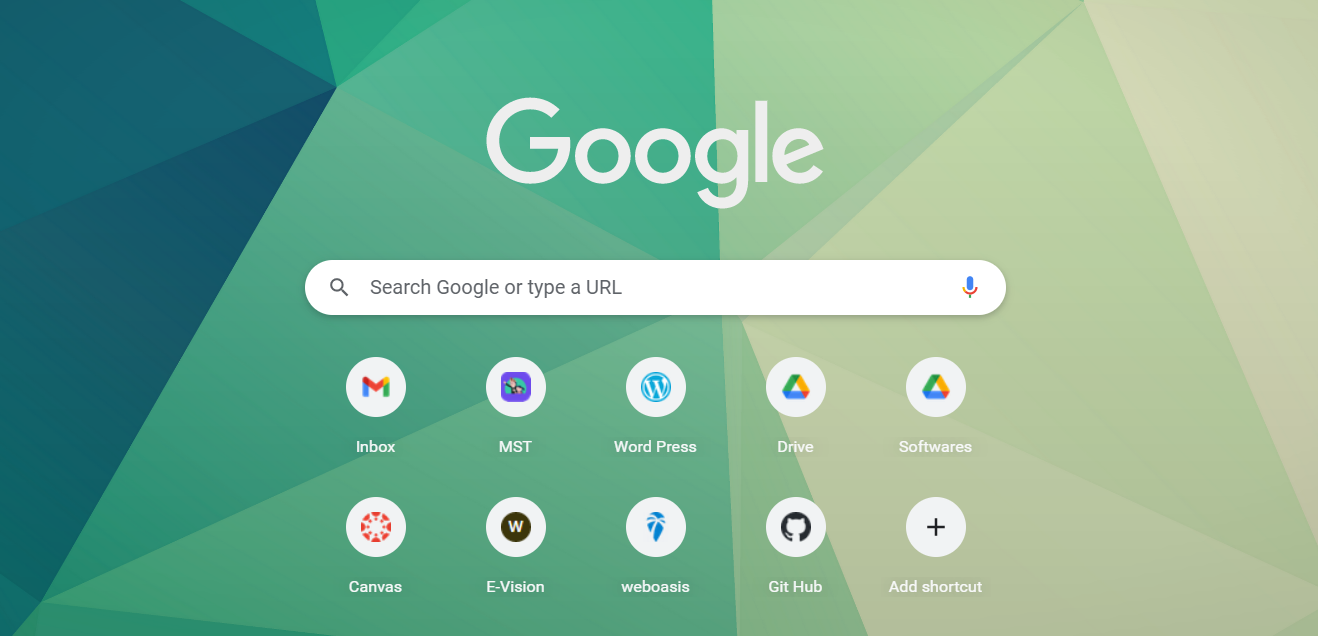 Google
Search Google or type a URL
Inbox
MST
Word Press
Drive
Softwares
W
Canvas
E-Vision
weboasis
Git Hub
Add shortcut